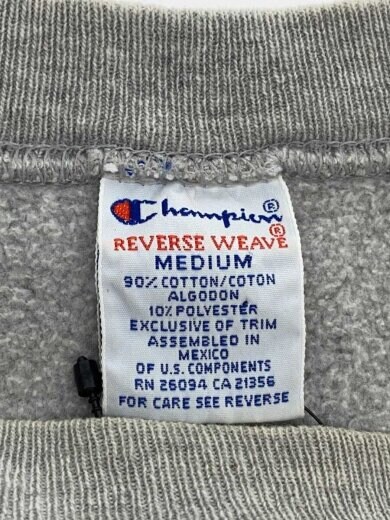 Champion®
REVERSE WEAVE®
MEDIUM
90% COTTON/COTON
ALGODON
10% POLYESTER
EXCLUSIVE OF TRIM
ASSEMBLED IN
MEXICO
OF U.S. COMPONENTS
RN 26094 CA 21356
FOR CARE SEE REVERSE